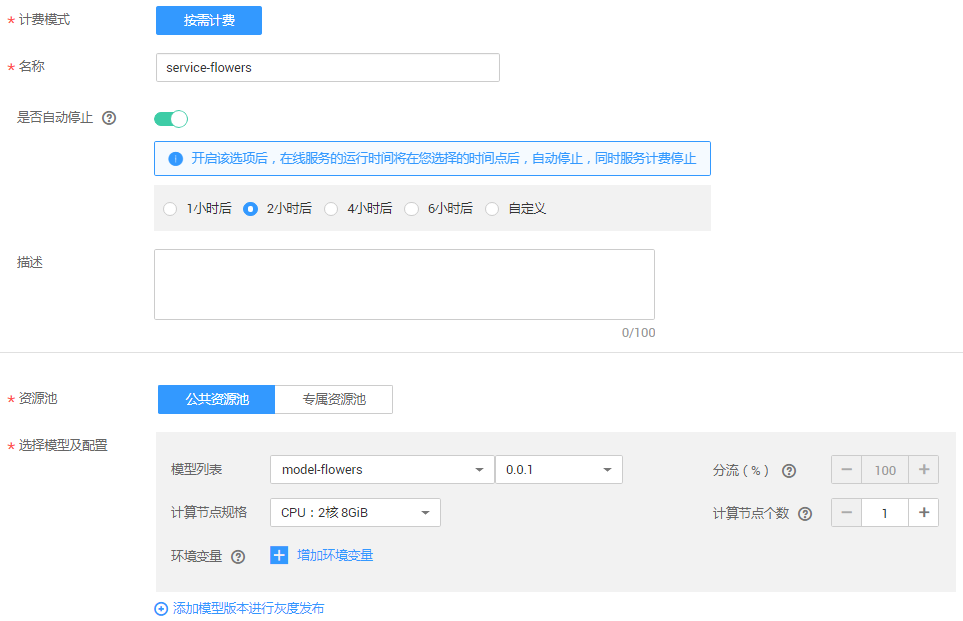 * 计费模式 按需计费
* 名称 service-flowers
是否自动停止 ?
! 开启该选项后，在线服务的运行时间将在您选择的时间点后，自动停止，同时服务计费停止
1小时后 2小时后 4小时后 6小时后 自定义
描述
0/100
* 资源池 公共资源池 专属资源池
* 选择模型及配置
模型列表 model-flowers 0.0.1 分流（%） ? − 100 +
计算节点规格 CPU：2核 8GiB 计算节点个数 ? − 1 +
环境变量 ? + 增加环境变量
+ 添加模型版本进行灰度发布